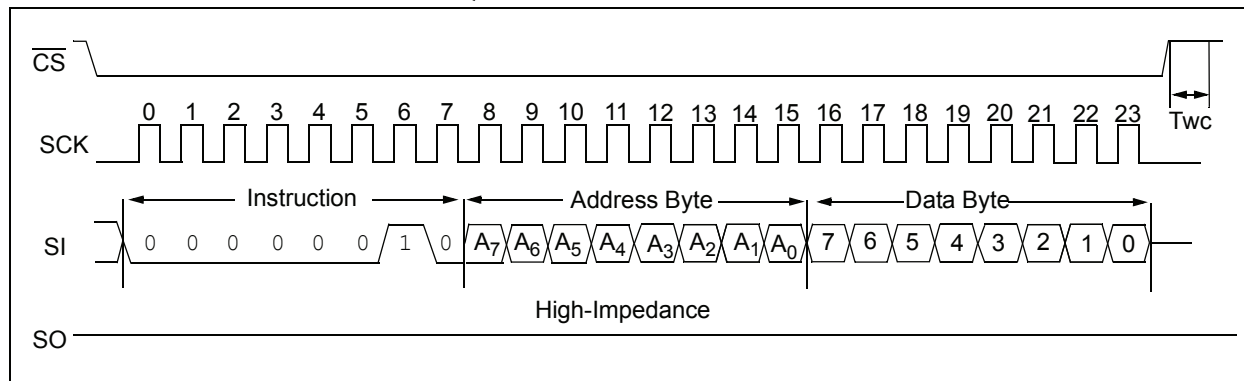 CS
0 1 2 3 4 5 6 7 8 9 10 11 12 13 14 15 16 17 18 19 20 21 22 23
Twc
SCK
Instruction Address Byte Data Byte
SI 0 0 0 0 0 0 1 0 A7 A6 A5 A4 A3 A2 A1 A0 7 6 5 4 3 2 1 0
High-Impedance
SO